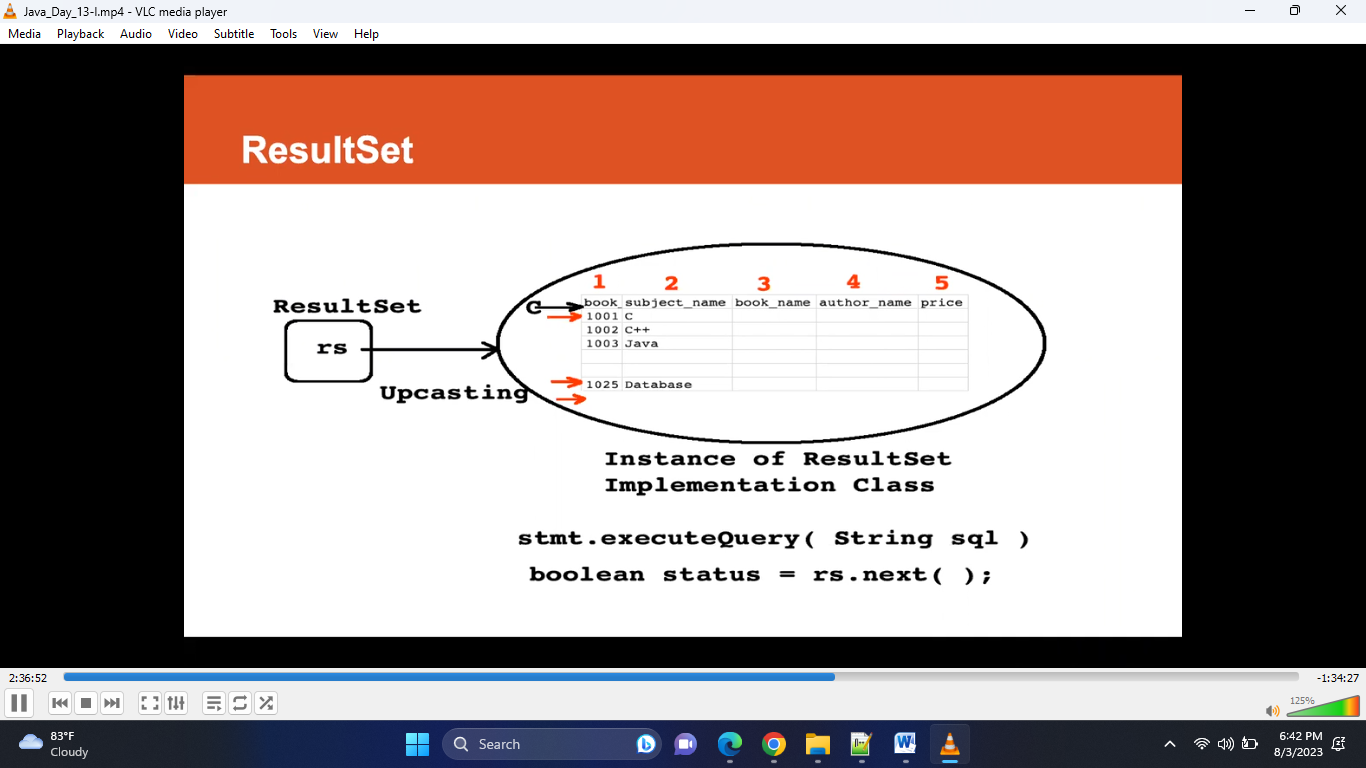 Java_Day_13-I.mp4 - VLC media player
Media Playback Audio Video Subtitle Tools View Help
ResultSet
1 2 3 4 5
ResultSet
C
book_ subject_name book_name author_name price
1001 C
1002 C++
1003 Java
rs
1025 Database
Upcasting
Instance of ResultSet
Implementation Class
stmt.executeQuery( String sql )
boolean status = rs.next( );
2:36:52
-1:34:27
125%
83°F
Cloudy
Search
6:42 PM
8/3/2023